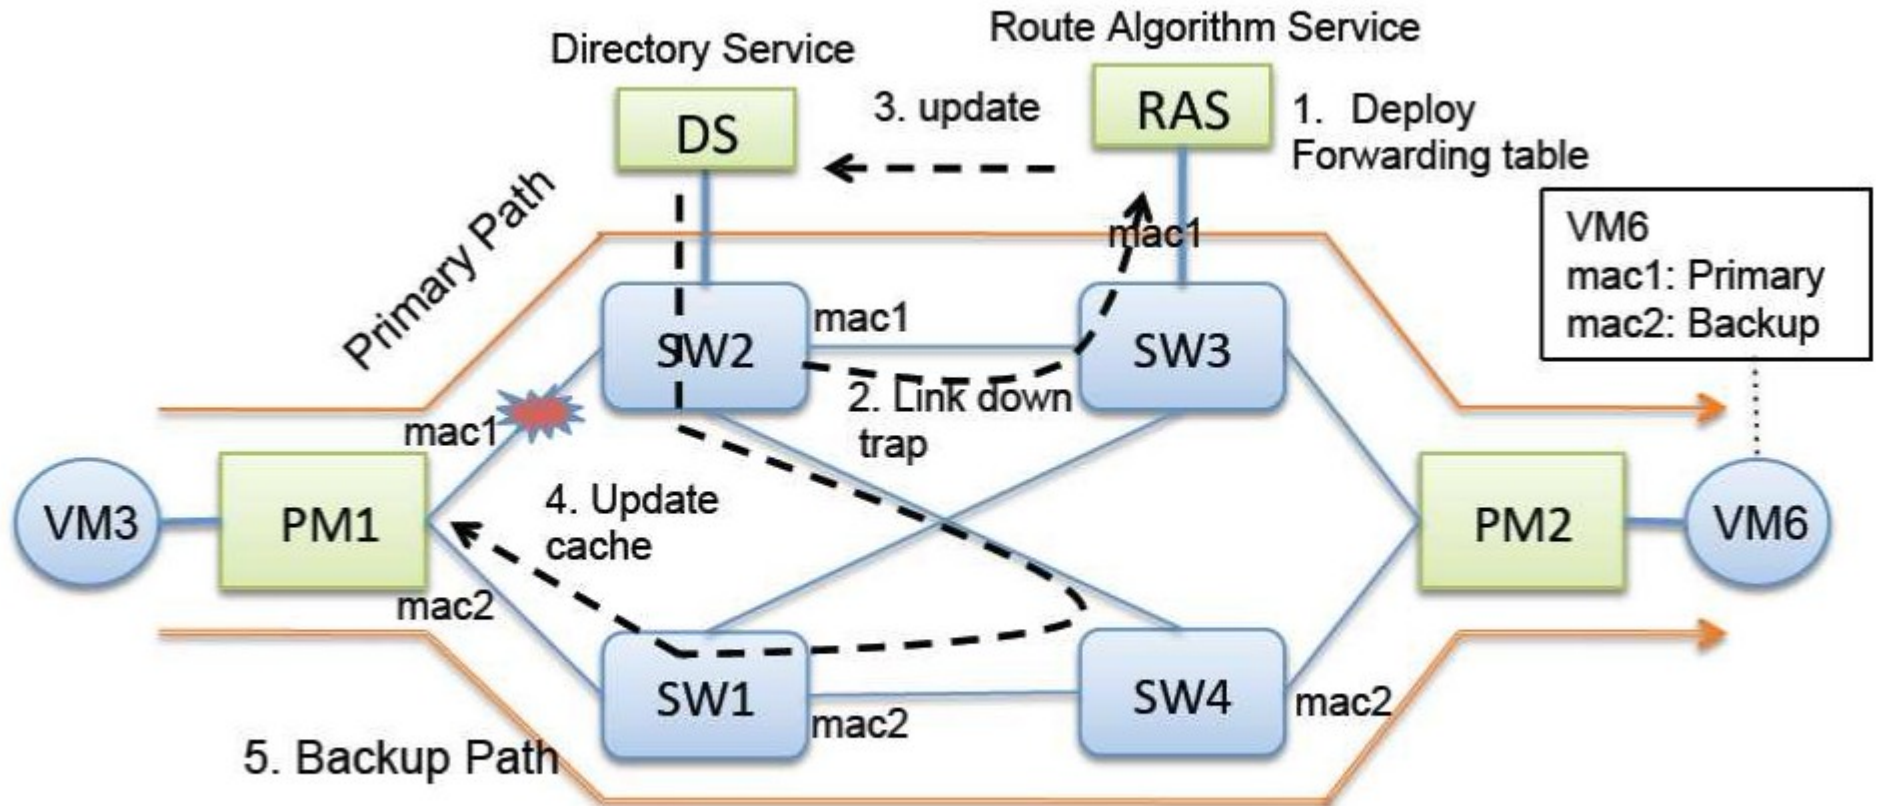 Directory Service
Route Algorithm Service
DS
3. update
RAS
1. Deploy
Forwarding table
Primary Path
mac1
VM6
mac1: Primary
mac2: Backup
SW2
mac1
SW3
2. Link down
trap
mac1
VM3
PM1
4. Update
cache
PM2
VM6
mac2
SW1
mac2
SW4
mac2
5. Backup Path